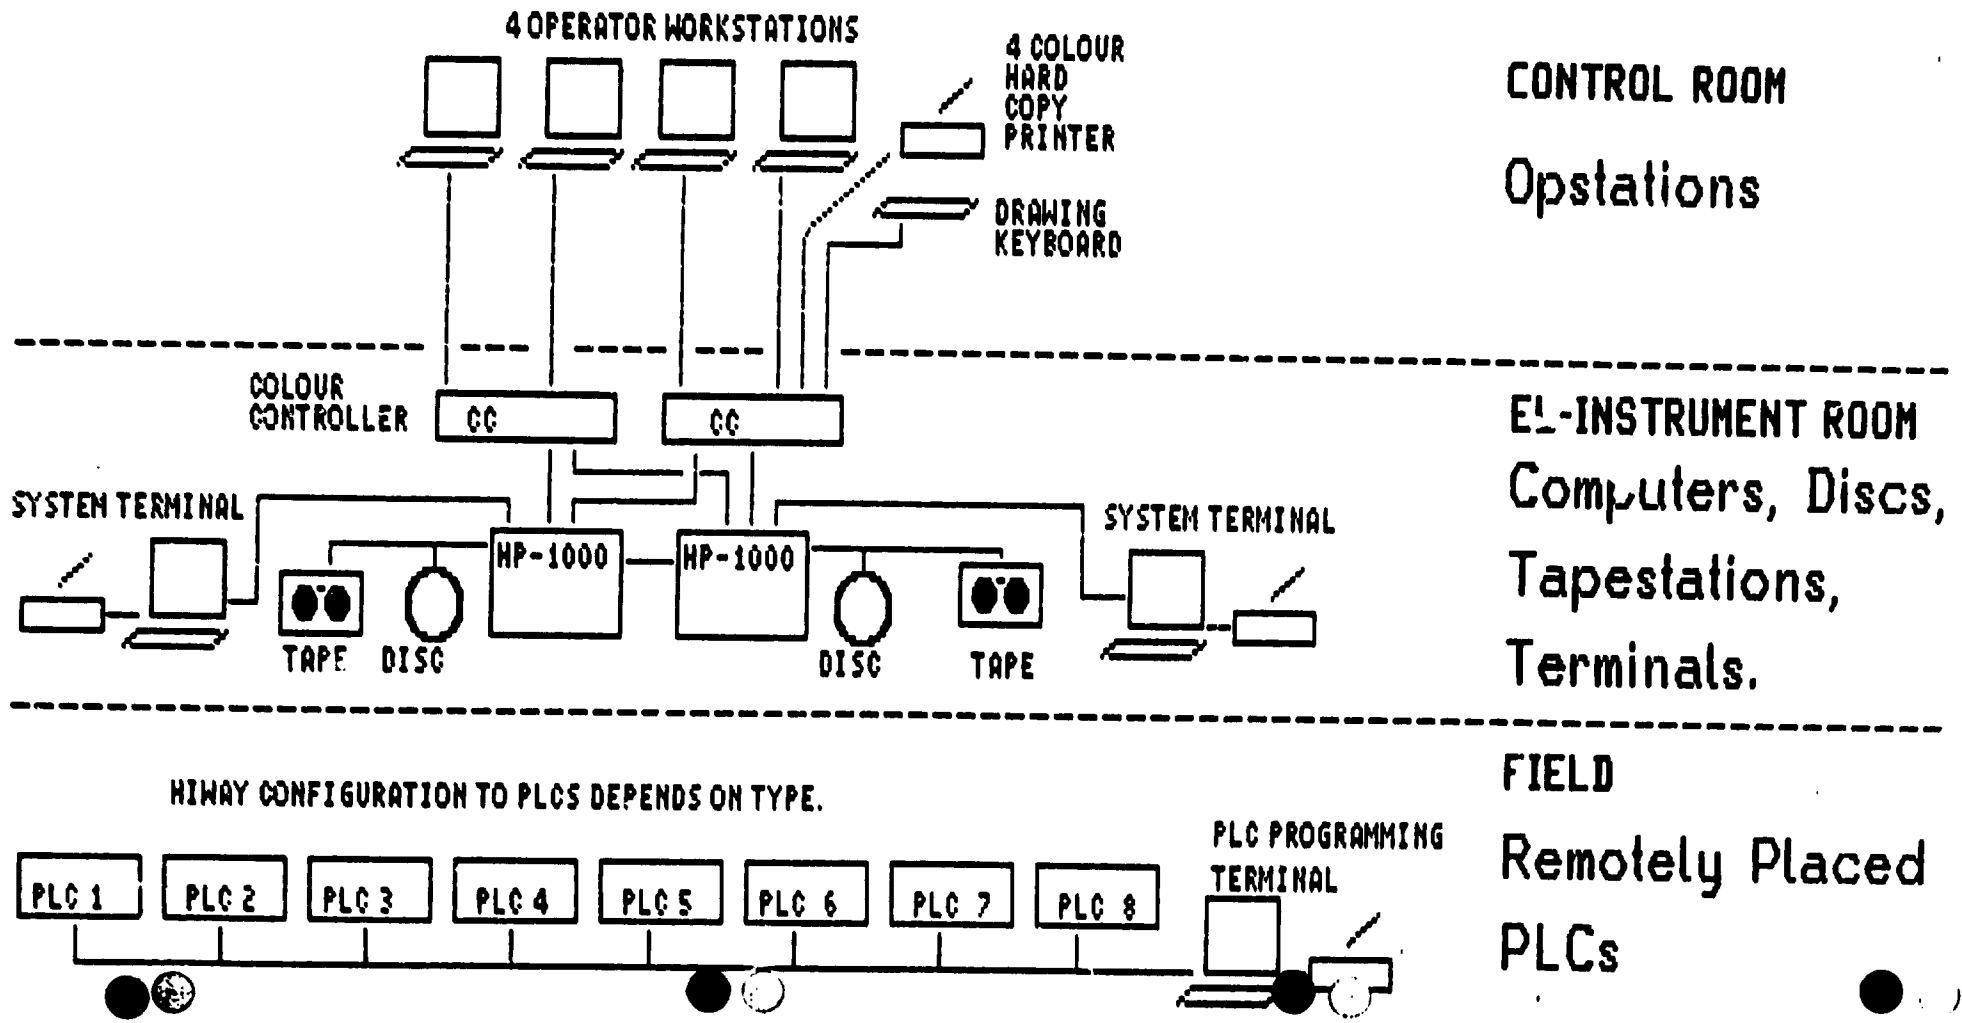 4 OPERATOR WORKSTATIONS
4 COLOUR
HARD
COPY
PRINTER
DRAWING
KEYBOARD
CONTROL ROOM
Opstations
COLOUR
CONTROLLER
CC
CC
EL-INSTRUMENT ROOM
Computers, Discs,
Tapestations,
Terminals.
SYSTEM TERMINAL
HP-1000
HP-1000
SYSTEM TERMINAL
TAPE
DISC
DISC
TAPE
HIWAY CONFIGURATION TO PLCS DEPENDS ON TYPE.
FIELD
Remotely Placed
PLCs
PLC PROGRAMMING
TERMINAL
PLC 1
PLC 2
PLC 3
PLC 4
PLC 5
PLC 6
PLC 7
PLC 8